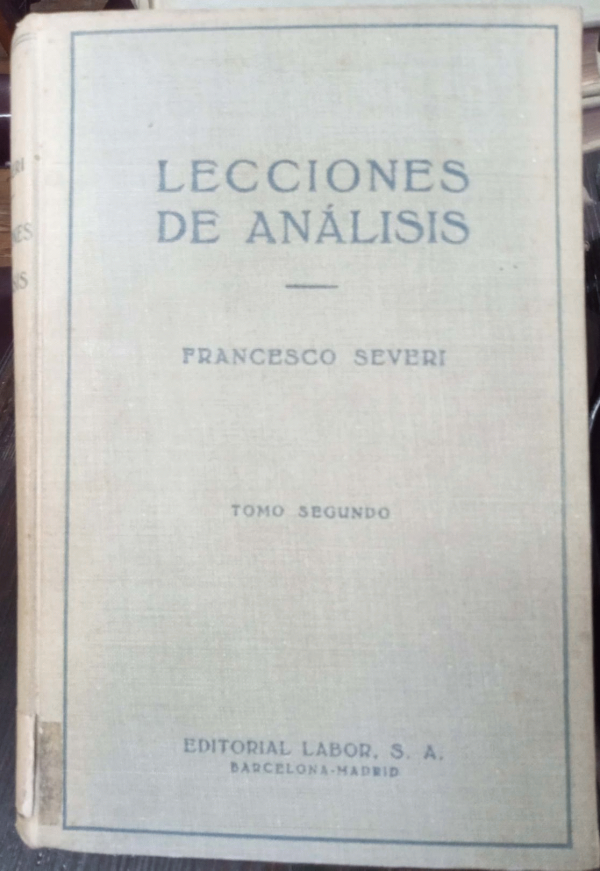 LECCIONES
DE ANÁLISIS
FRANCESCO SEVERI
TOMO SEGUNDO
EDITORIAL LABOR, S. A.
BARCELONA-MADRID